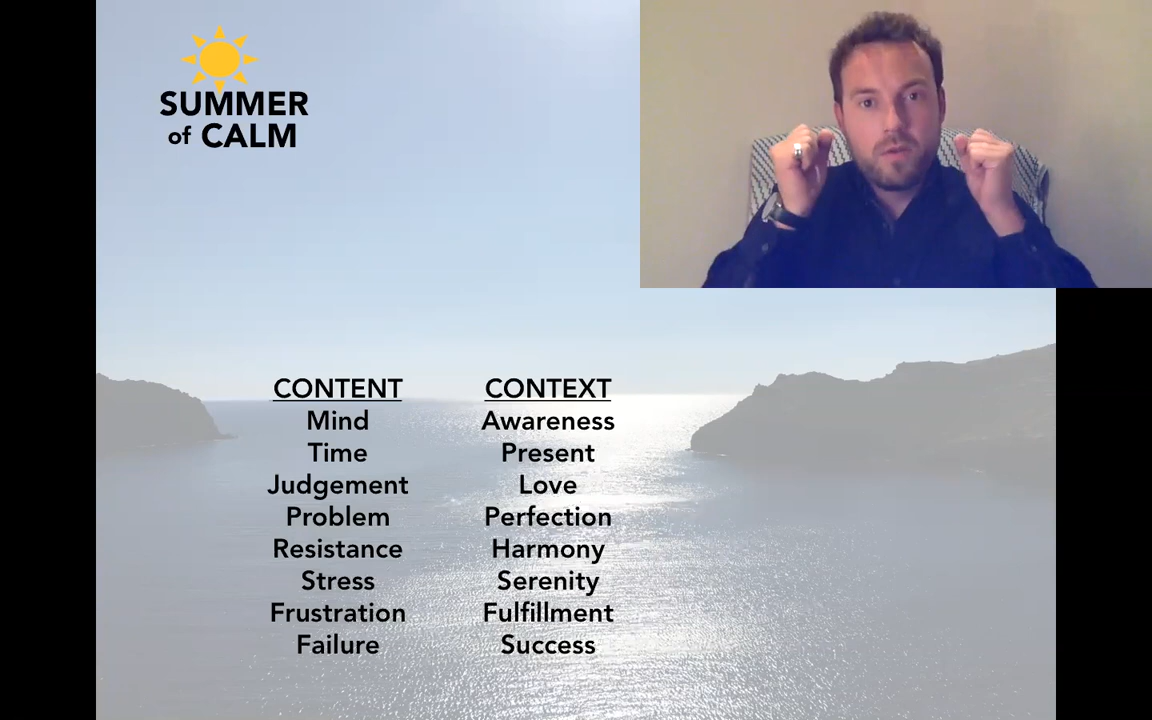 SUMMER
of CALM
CONTENT CONTEXT
Mind Awareness
Time Present
Judgement Love
Problem Perfection
Resistance Harmony
Stress Serenity
Frustration Fulfillment
Failure Success